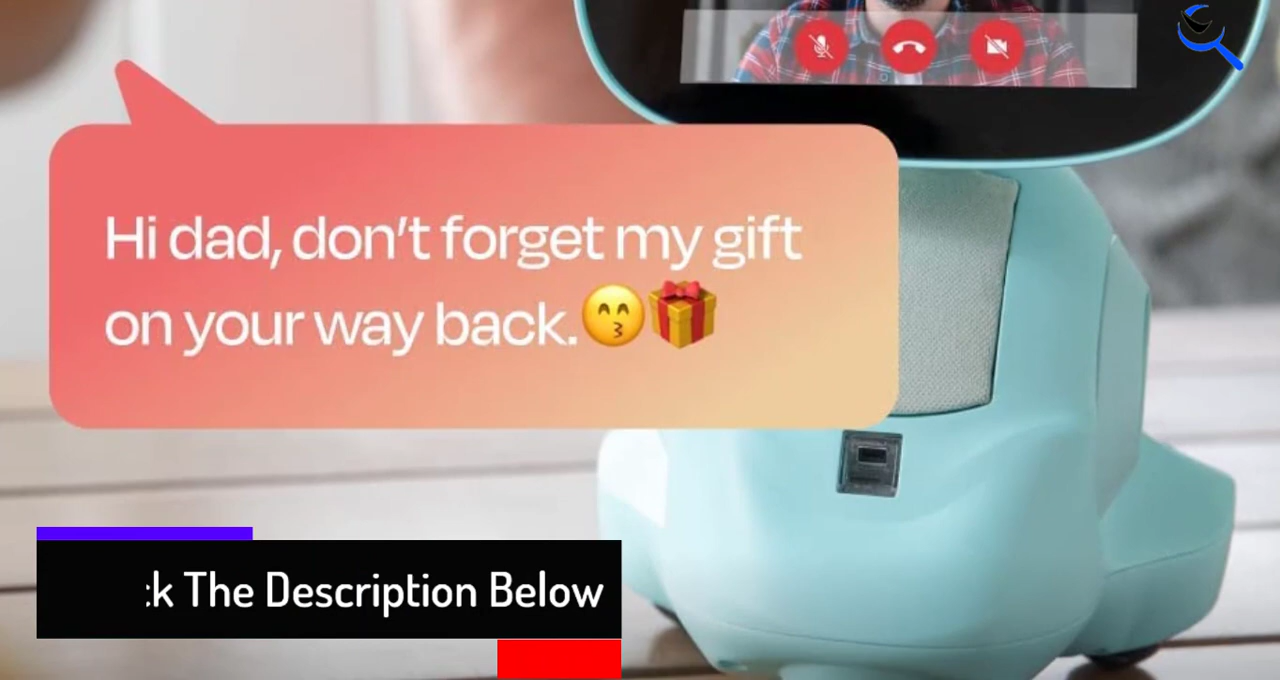 Hi dad, don't forget my gift
on your way back.😙🎁
k The Description Below